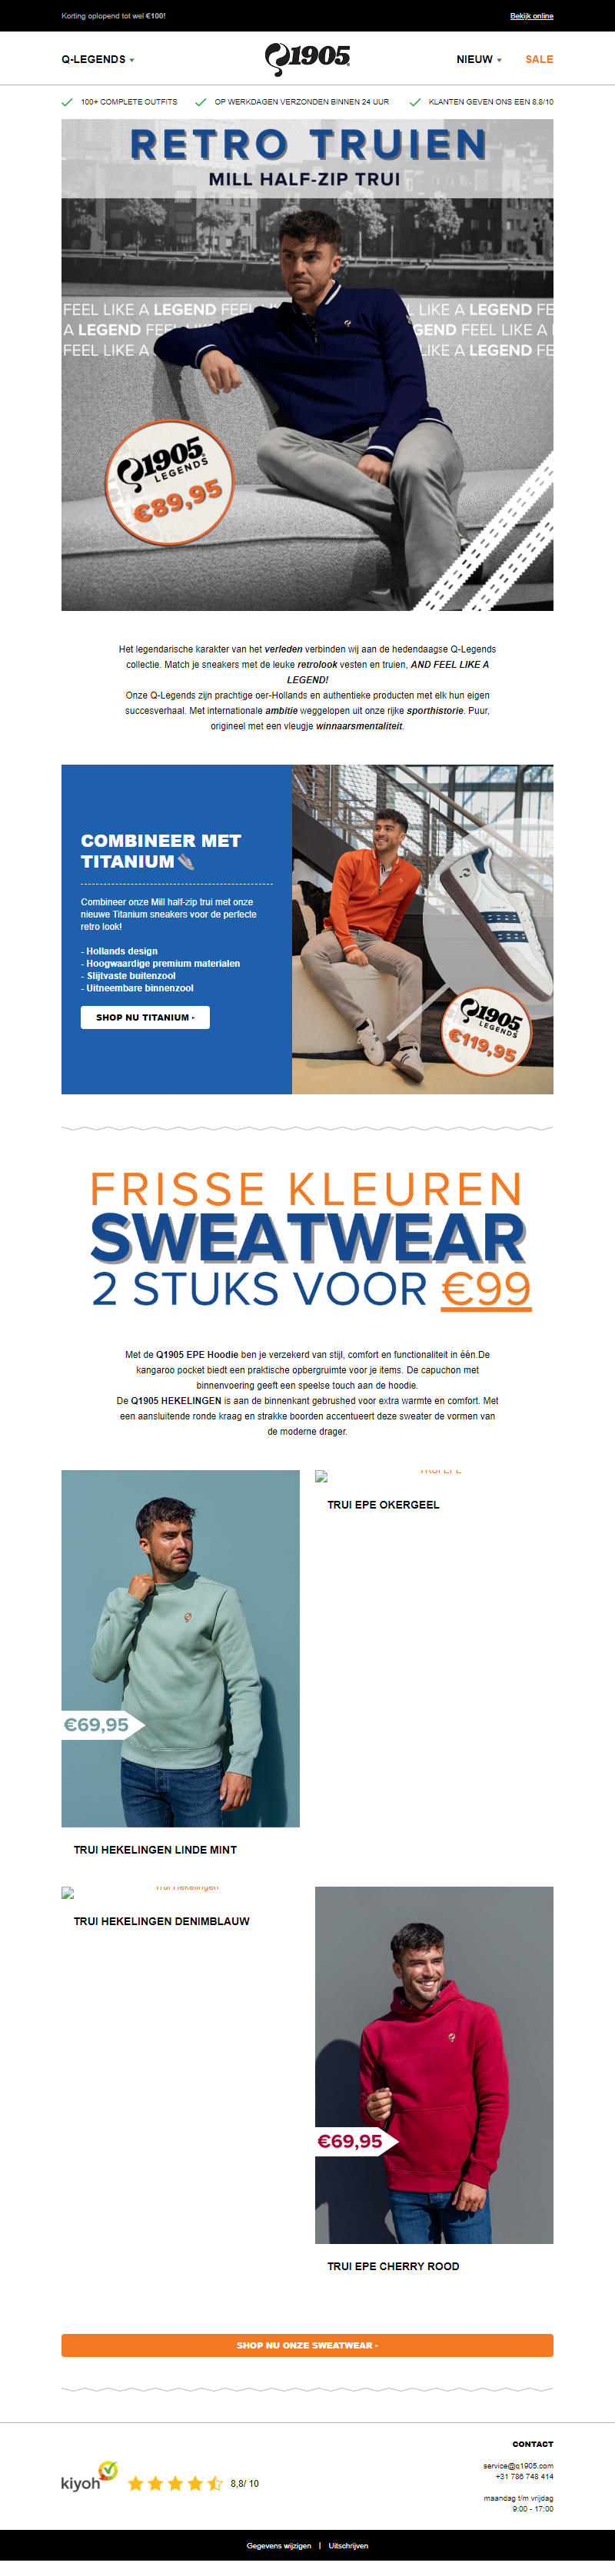 Korting oplopend tot wel €100!
Bekijk online
Q-LEGENDS
Q1905
NIEUW
SALE
100+ COMPLETE OUTFITS
OP WERKDAGEN VERZONDEN BINNEN 24 UUR
KLANTEN GEVEN ONS EEN 8,8/10
RETRO TRUIEN
MILL HALF-ZIP TRUI
FEEL LIKE A LEGEND FEEL LIKE A LEGEND FE
A LEGEND FEEL GEND FEEL LIKE A
FEEL LIKE A LIKE A LEGEND FE
Q1905
LEGENDS
€89,95
Het legendarische karakter van het verleden verbinden wij aan de hedendaagse Q-Legends
collectie. Match je sneakers met de leuke retrolook vesten en truien, AND FEEL LIKE A
LEGEND!
Onze Q-Legends zijn prachtige oer-Hollands en authentieke producten met elk hun eigen
succesverhaal. Met internationale ambitie weggelopen uit onze rijke sporthistorie. Puur,
origineel met een vleugje winnaarsmentaliteit.
COMBINEER MET
TITANIUM
Combineer onze Mill half-zip trui met onze
nieuwe Titanium sneakers voor de perfecte
retro look!
- Hollands design
- Hoogwaardige premium materialen
- Slijtvaste buitenzool
- Uitneembare binnenzool
SHOP NU TITANIUM
Q1905
LEGENDS
€119,95
FRISSE KLEUREN
SWEATWEAR
2 STUKS VOOR €99
Met de Q1905 EPE Hoodie ben je verzekerd van stijl, comfort en functionaliteit in één.De
kangaroo pocket biedt een praktische opbergruimte voor je items. De capuchon met
binnenvoering geeft een speelse touch aan de hoodie.
De Q1905 HEKELINGEN is aan de binnenkant gebrushed voor extra warmte en comfort. Met
een aansluitende ronde kraag en strakke boorden accentueert deze sweater de vormen van
de moderne drager.
TRUI EPE OKERGEEL
€69,95
TRUI HEKELINGEN LINDE MINT
Trui Hekelingen
TRUI HEKELINGEN DENIMBLAUW
€69,95
TRUI EPE CHERRY ROOD
SHOP NU ONZE SWEATWEAR
CONTACT
service@q1905.com
+31 786 748 414
maandag t/m vrijdag
9:00 - 17:00
kiyoh
8,8/ 10
Gegevens wijzigen | Uitschrijven